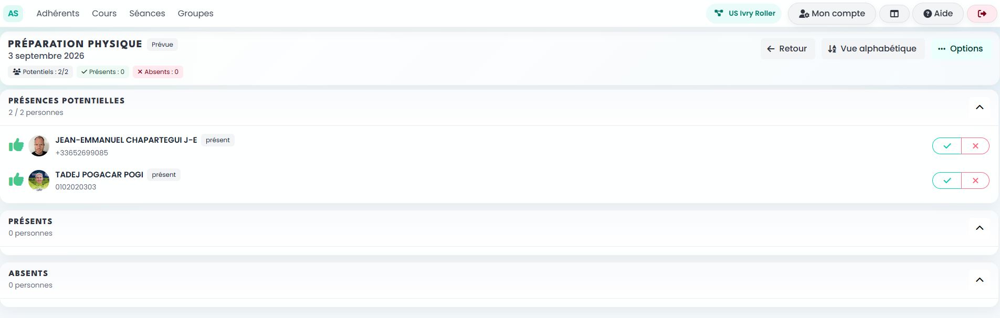 AS Adhérents Cours Séances Groupes US Ivry Roller Mon compte Aide
PRÉPARATION PHYSIQUE Prévue
3 septembre 2026
Retour Vue alphabétique Options
Potentiels : 2/2 Présents : 0 Absents : 0
PRÉSENCES POTENTIELLES
2 / 2 personnes
JEAN-EMMANUEL CHAPARTEGUI J-E présent
+33652699085
TADEJ POGACAR POGI présent
0102020303
PRÉSENTS
0 personnes
ABSENTS
0 personnes